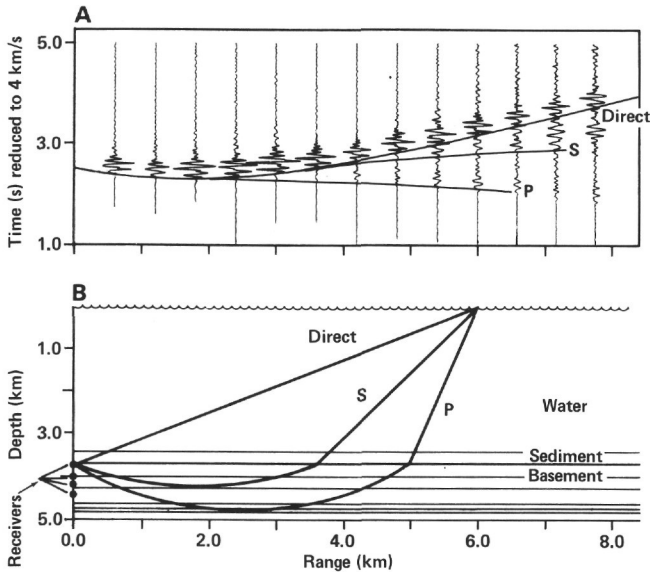 A
Time (s) reduced to 4 km/s
5.0
3.0
1.0
Direct
S
P
B
Depth (km)
1.0
3.0
5.0
Direct
S
P
Water
Sediment
Basement
Receivers
0.0
2.0
4.0
6.0
8.0
Range (km)